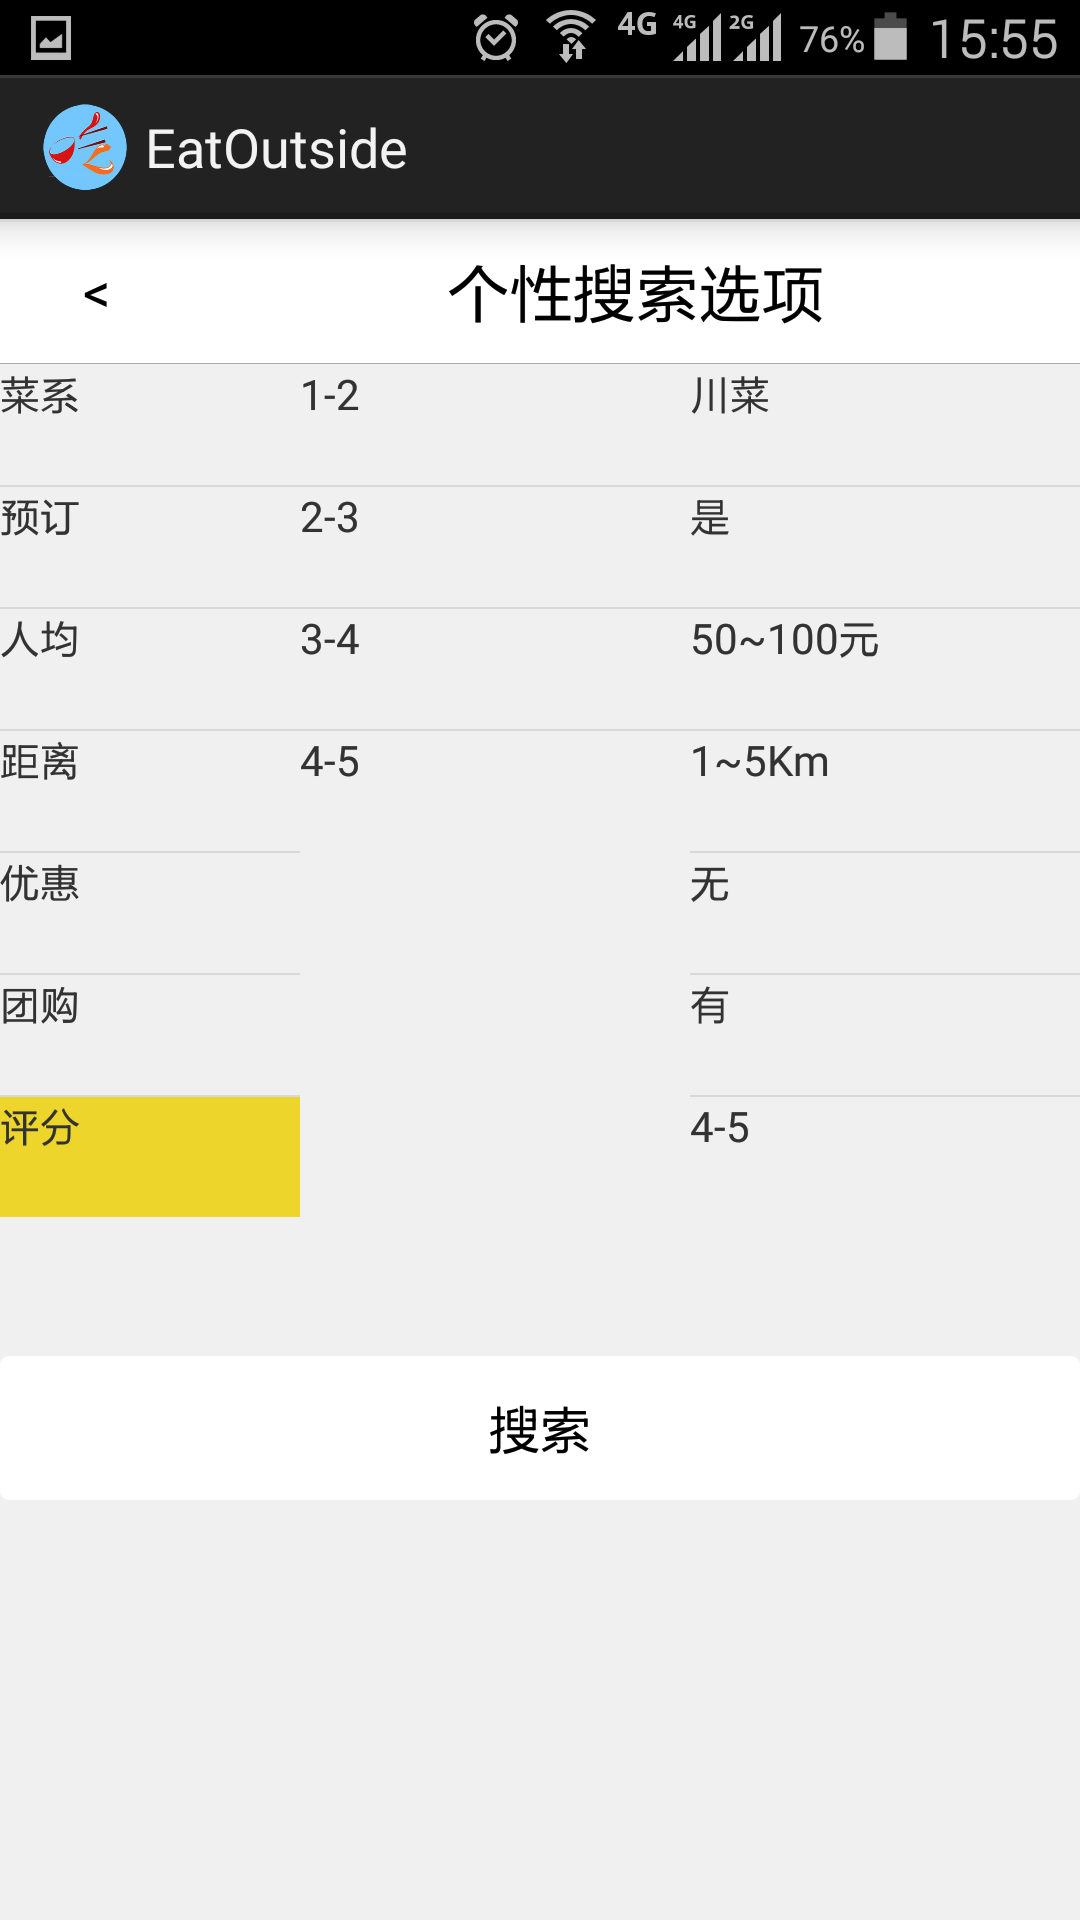 4G 4G 2G 76% 15:55
EatOutside
< 个性搜索选项
菜系 1-2 川菜
预订 2-3 是
人均 3-4 50~100元
距离 4-5 1~5Km
优惠 无
团购 有
评分 4-5
搜索